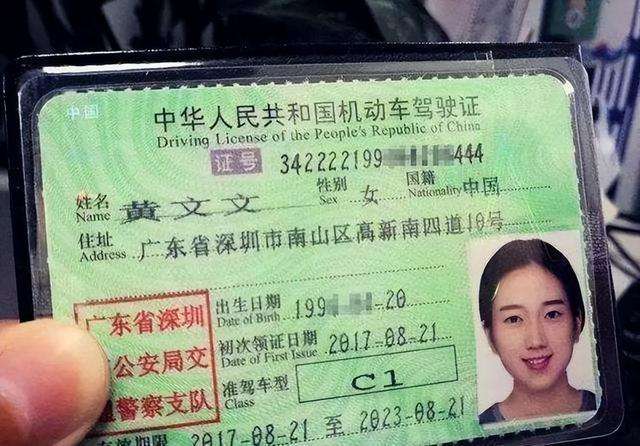 中国
中华人民共和国机动车驾驶证
Driving License of the People's Republic of China
证号 342222199 444
姓名 Name 黄文文 性别 Sex 女 国籍 Nationality 中国
住址 Address 广东省深圳市南山区高新南四道18号
出生日期 Date of Birth 199 20
初次领证日期 Date of First Issue 2017-08-21
准驾车型 Class C1
广东省深圳
公安局交
警察支队
有效期限 2017-08-21 至 2023-08-21